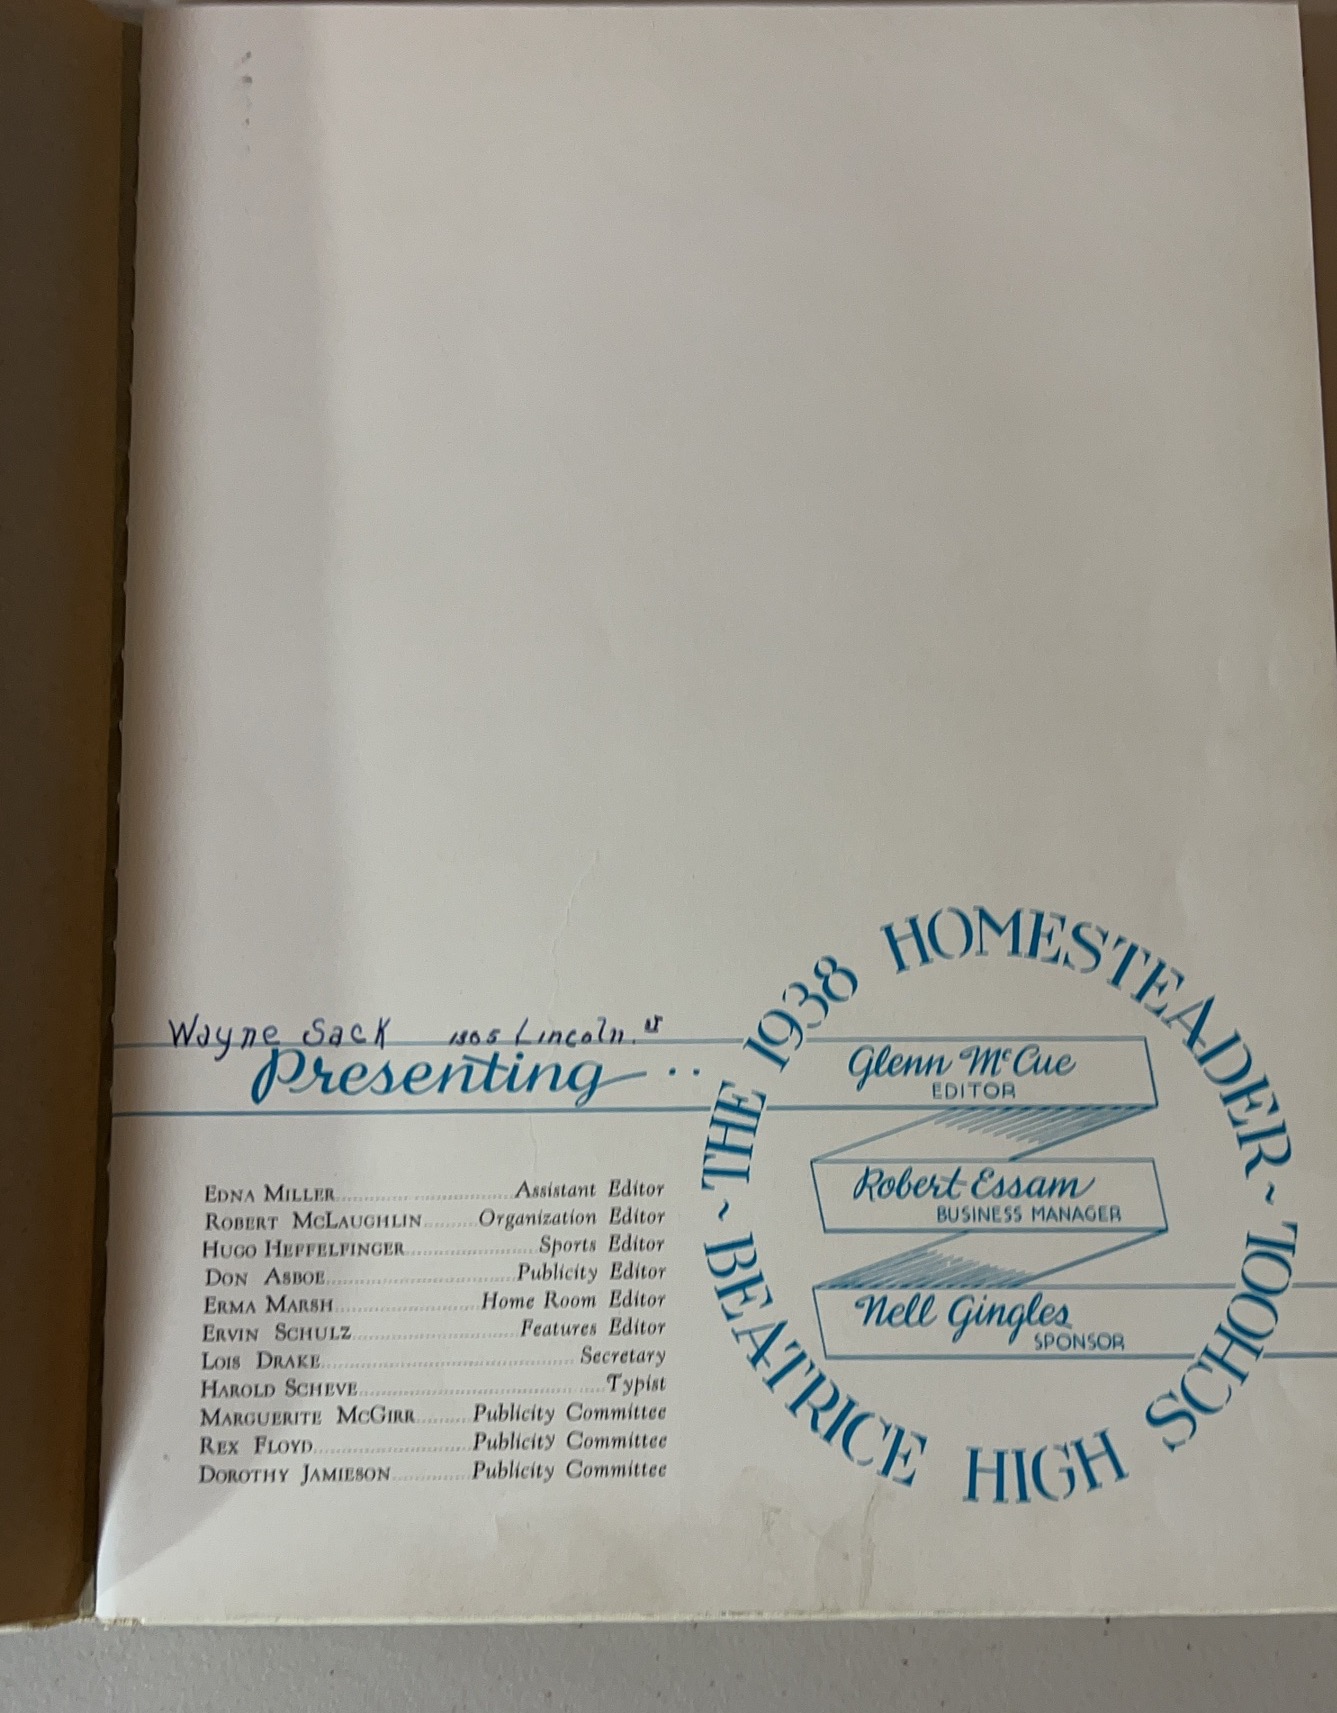 Wayne Sack 1305 Lincoln.
Presenting . .
THE 1938 HOMESTEADER ~ BEATRICE HIGH SCHOOL ~
Glenn McCue
EDITOR
Robert Essam
BUSINESS MANAGER
Nell Gingles
SPONSOR
EDNA MILLER Assistant Editor
ROBERT MCLAUGHLIN Organization Editor
HUGO HEFFELFINGER Sports Editor
DON ASBOE Publicity Editor
ERMA MARSH Home Room Editor
ERVIN SCHULZ Features Editor
LOIS DRAKE Secretary
HAROLD SCHEVE Typist
MARGUERITE MCGIRR Publicity Committee
REX FLOYD Publicity Committee
DOROTHY JAMIESON Publicity Committee